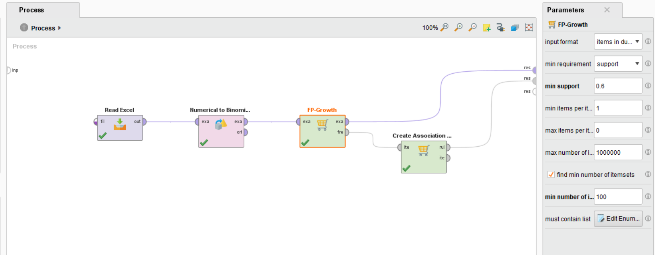 Process
Process
100%
Process
inp
res
res
res
Read Excel
fil
out
Numerical to Binomi...
exa
exa
ori
FP-Growth
exa
exa
fre
Create Association ...
ite
rul
ite
Parameters
FP-Growth
input format
items in du...
min requirement
support
min support
0.6
min items per it...
1
max items per it...
0
max number of i...
1000000
find min number of itemsets
min number of i...
100
must contain list
Edit Enum...